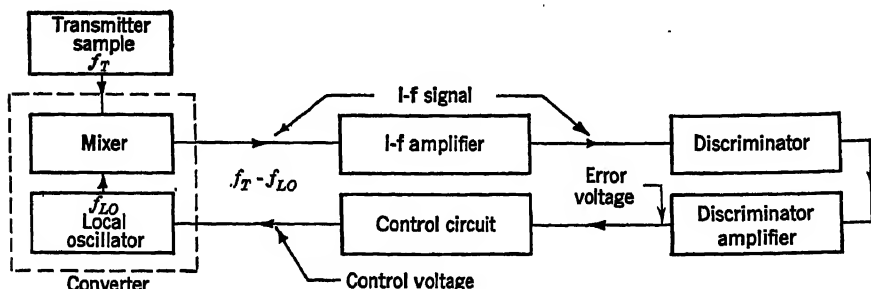 Transmitter
sample
f_T
Mixer
f_LO
Local
oscillator
Converter
I-f signal
f_T - f_LO
I-f amplifier
Control circuit
Control voltage
Error
voltage
Discriminator
Discriminator
amplifier